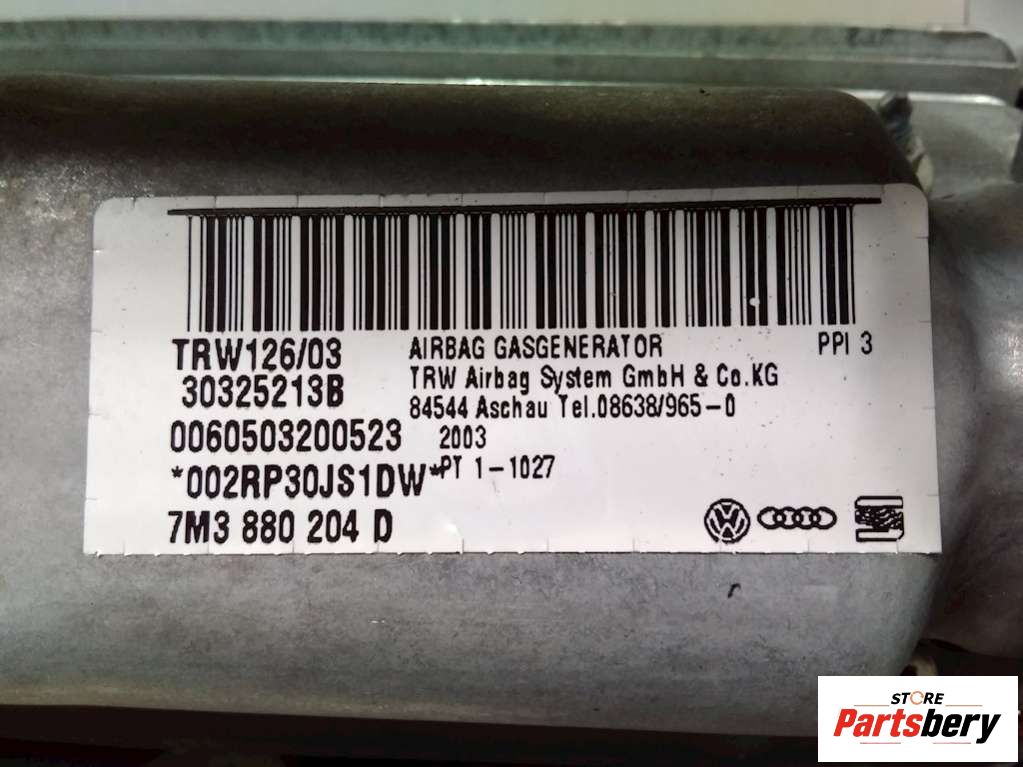 TRW126/03
30325213B
0060503200523
*002RP30JS1DW*
7M3 880 204 D
AIRBAG GASGENERATOR PPI 3
TRW Airbag System GmbH & Co.KG
84544 Aschau Tel.08638/965-0
2003
PT 1-1027
STORE
Partsbery